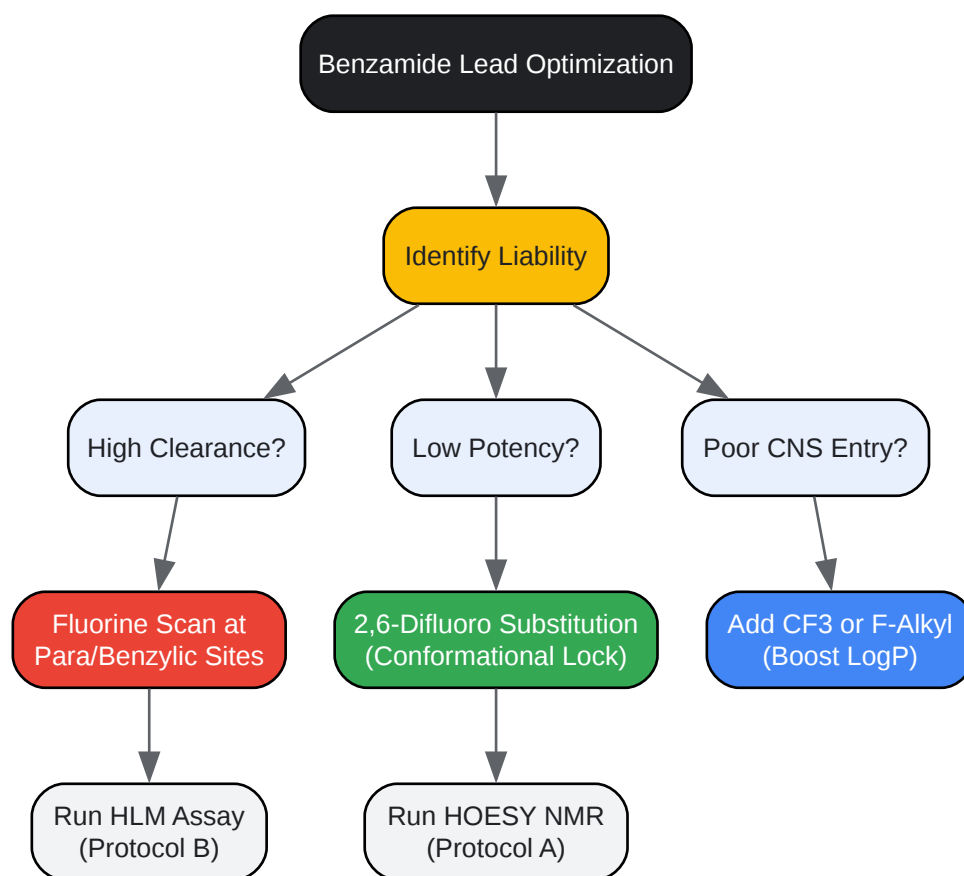 Benzamide Lead Optimization
Identify Liability
High Clearance?
Low Potency?
Poor CNS Entry?
Fluorine Scan at
Para/Benzylic Sites
2,6-Difluoro Substitution
(Conformational Lock)
Add CF3 or F-Alkyl
(Boost LogP)
Run HLM Assay
(Protocol B)
Run HOESY NMR
(Protocol A)